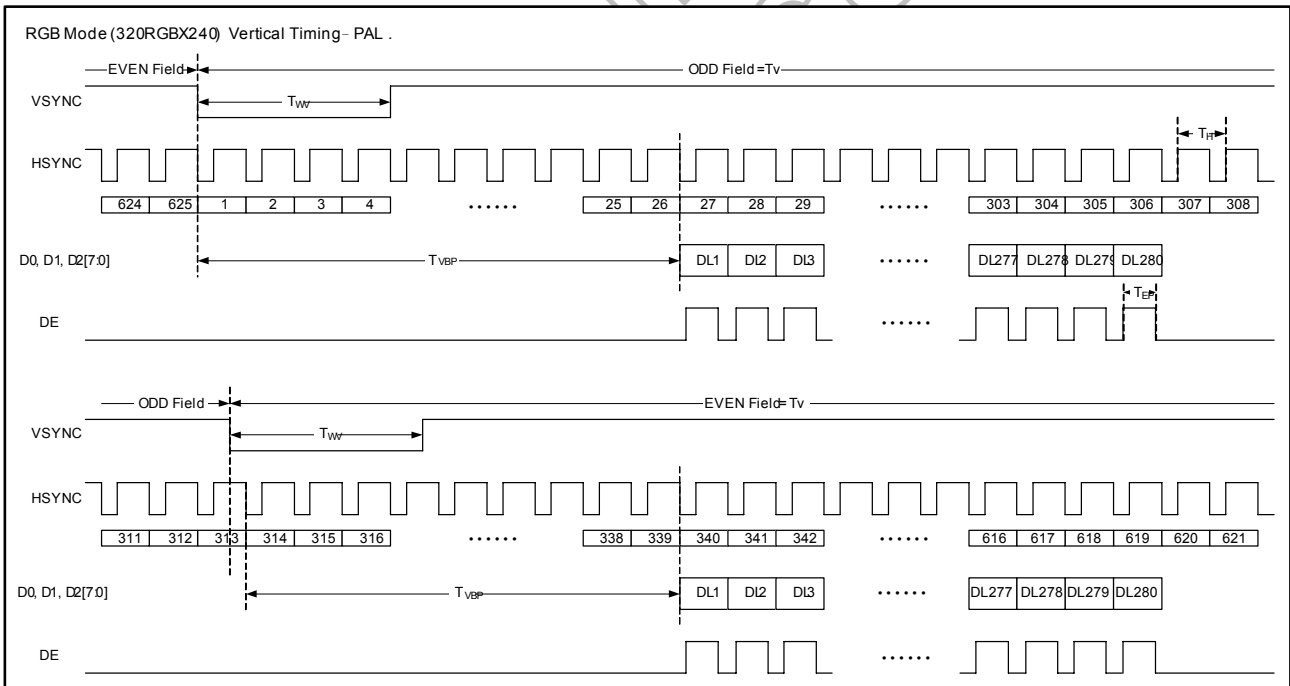 RGB Mode (320RGBX240) Vertical Timing- PAL .
EVEN Field ODD Field =Tv
VSYNC TWV
THT
HSYNC
624 625 1 2 3 4 ...... 25 26 27 28 29 ...... 303 304 305 306 307 308
D0, D1, D2[7:0] TVBP DL1 DL2 DL3 ...... DL277 DL278 DL279 DL280
TEP
DE ......
ODD Field EVEN Field= Tv
VSYNC TWV
HSYNC
311 312 313 314 315 316 ...... 338 339 340 341 342 ...... 616 617 618 619 620 621
D0, D1, D2[7:0] TVBP DL1 DL2 DL3 ...... DL277 DL278 DL279 DL280
DE ......